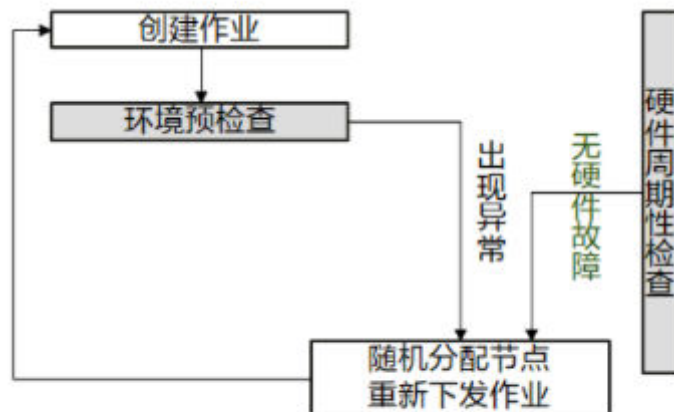 创建作业
环境预检查
出现异常
无硬件故障
硬件周期性检查
随机分配节点
重新下发作业